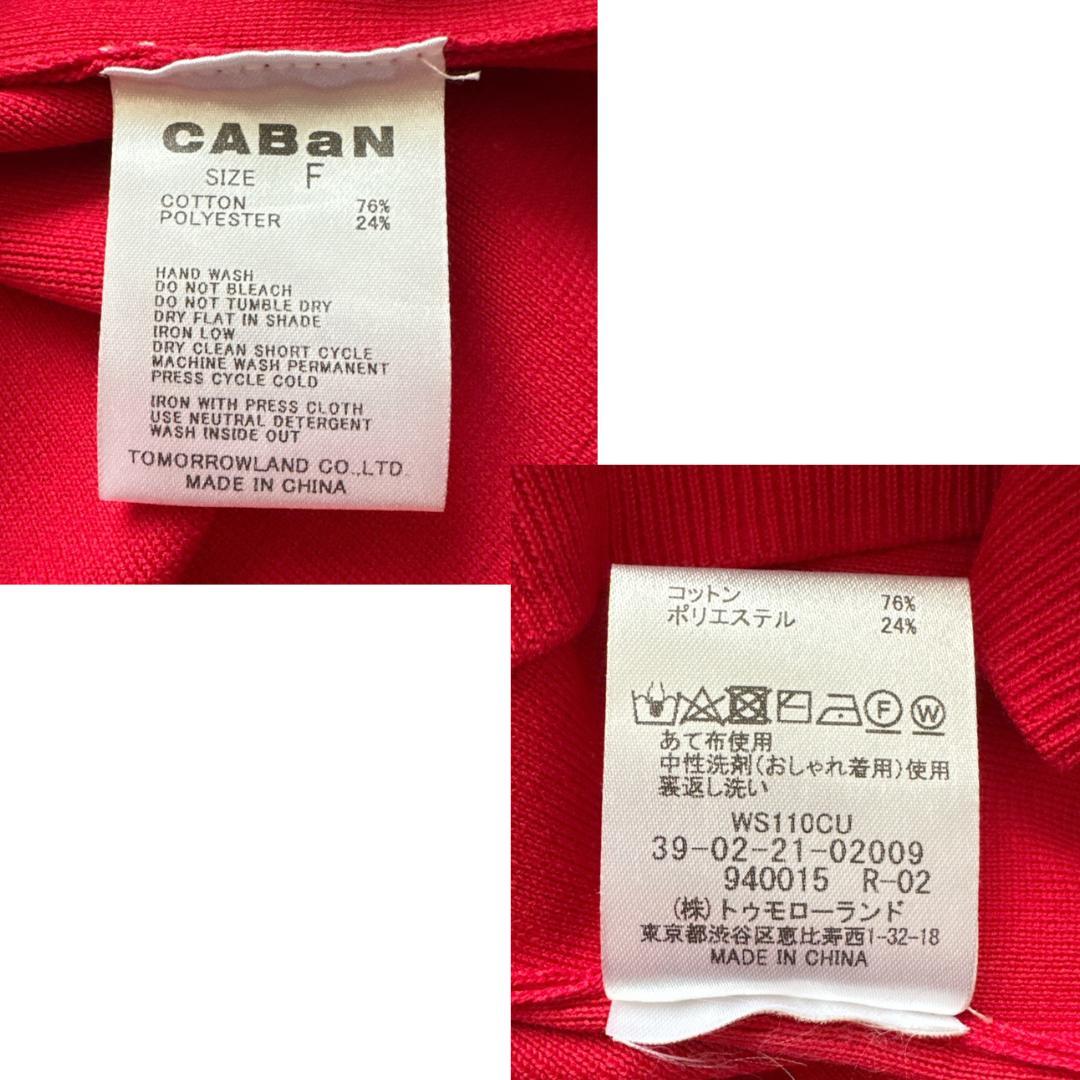 CABaN
SIZE F
COTTON 76%
POLYESTER 24%
HAND WASH
DO NOT BLEACH
DO NOT TUMBLE DRY
DRY FLAT IN SHADE
IRON LOW
DRY CLEAN SHORT CYCLE
MACHINE WASH PERMANENT
PRESS CYCLE COLD
IRON WITH PRESS CLOTH
USE NEUTRAL DETERGENT
WASH INSIDE OUT
TOMORROWLAND CO.,LTD.
MADE IN CHINA
コットン 76%
ポリエステル 24%
F W
あて布使用
中性洗剤(おしゃれ着用)使用
裏返し洗い
WS110CU
39-02-21-02009
940015 R-02
(株)トゥモローランド
東京都渋谷区恵比寿西1-32-18
MADE IN CHINA